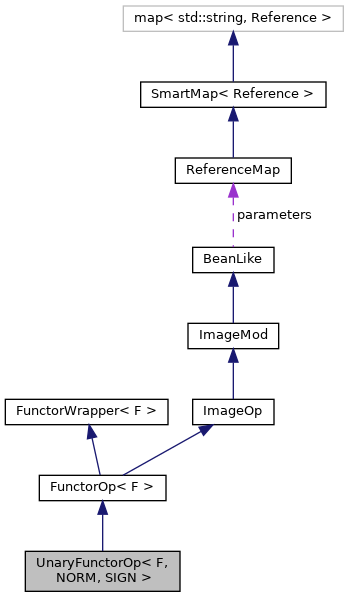 map< std::string, Reference >
SmartMap< Reference >
ReferenceMap
parameters
BeanLike
ImageMod
FunctorWrapper< F >
ImageOp
FunctorOp< F >
UnaryFunctorOp< F,
NORM, SIGN >